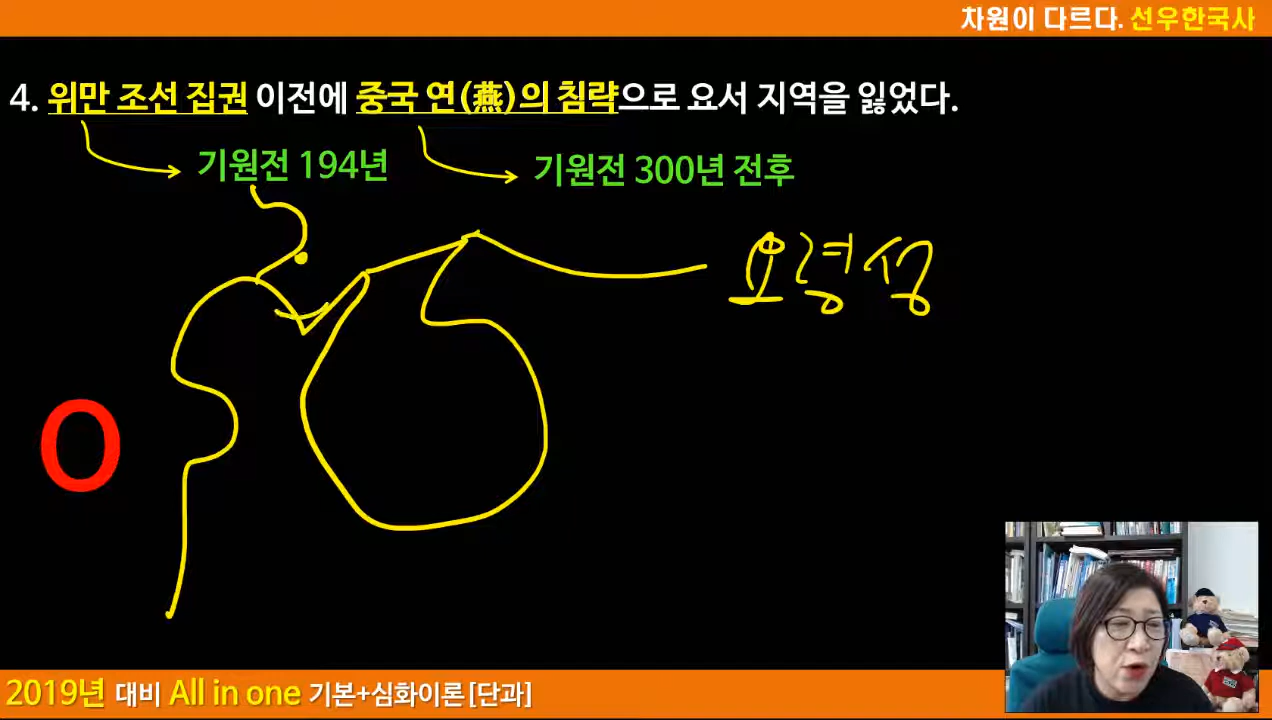 차원이 다르다. 선우한국사
4. 위만 조선 집권 이전에 중국 연(燕)의 침략으로 요서 지역을 잃었다.
기원전 194년 기원전 300년 전후
요령성
O
2019년 대비 All in one 기본+심화이론[단과]